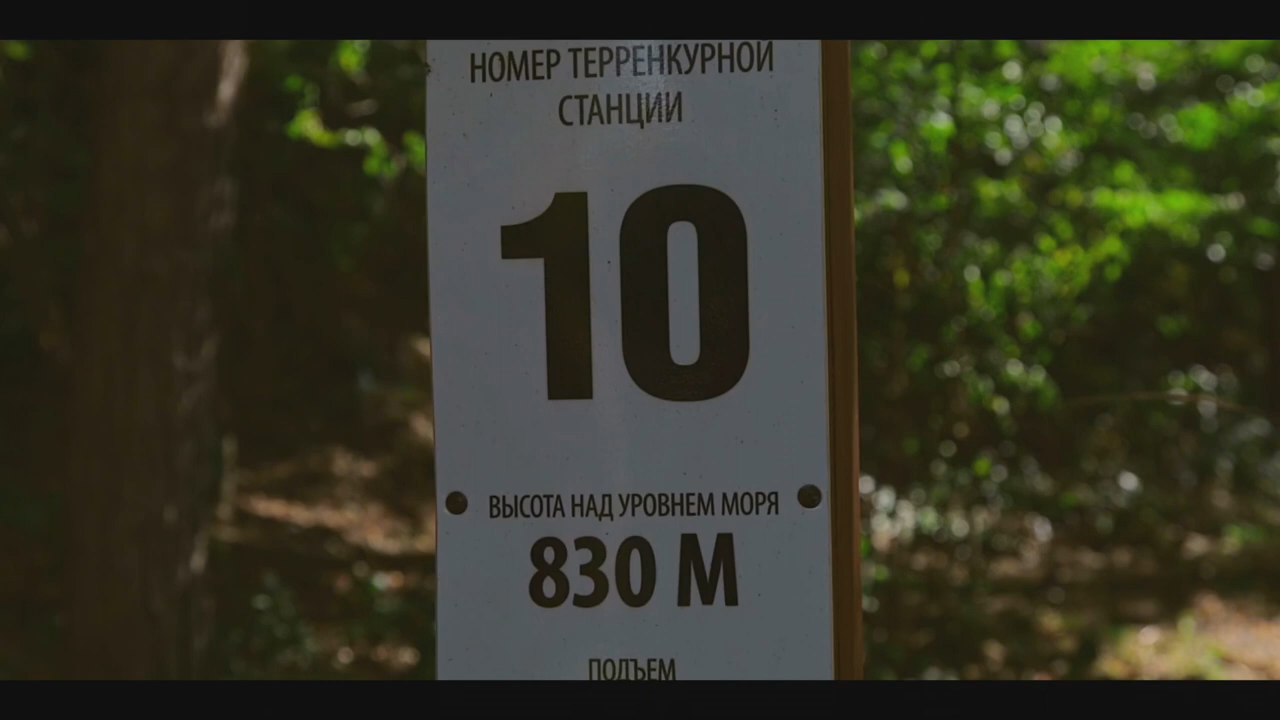 НОМЕР ТЕРРЕНКУРНОЙ
СТАНЦИИ
10
ВЫСОТА НАД УРОВНЕМ МОРЯ
830 М
ПОДЪЕМ